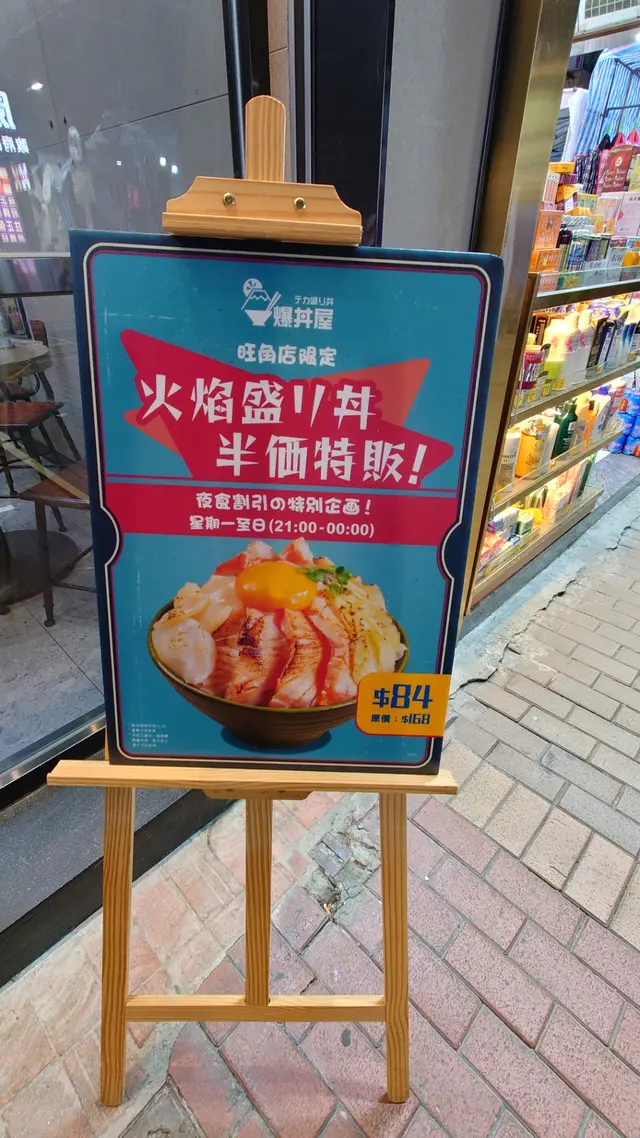 デカ盛り丼
爆丼屋
旺角店限定
火焰盛り丼
半価特販!
夜食割引の特別企画!
星期一至日(21:00-00:00)
$84
原價:$168